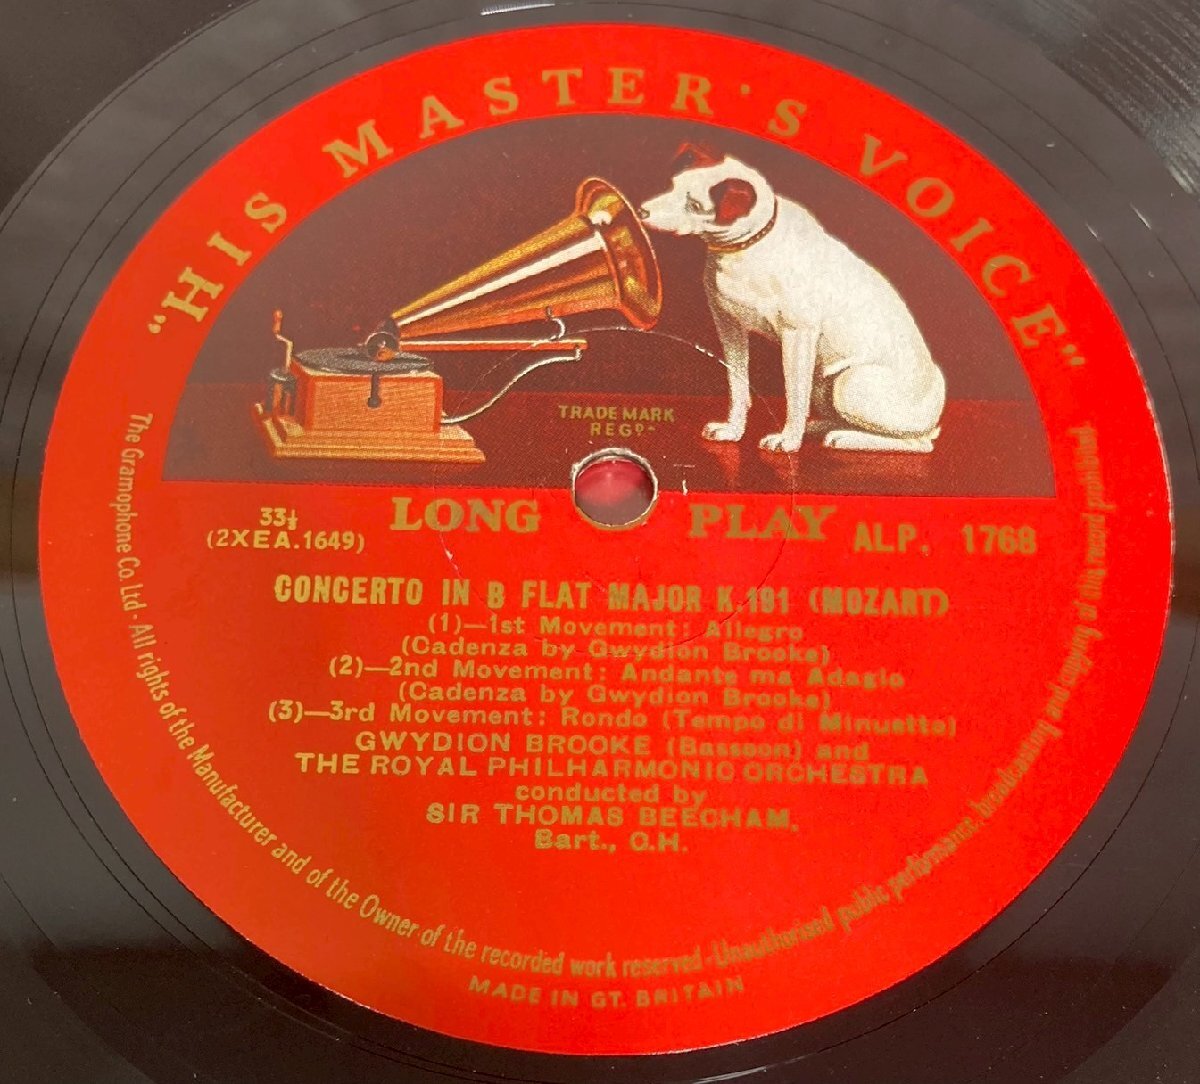 "HIS MASTER'S VOICE"
TRADE MARK
REGD.
LONG PLAY
33⅓
(2XEA.1649)
ALP. 1768
CONCERTO IN B FLAT MAJOR K.191 (MOZART)
(1)—1st Movement: Allegro
(Cadenza by Gwydion Brooke)
(2)—2nd Movement: Andante ma Adagio
(Cadenza by Gwydion Brooke)
(3)—3rd Movement: Rondo (Tempo di Minuetto)
GWYDION BROOKE (Bassoon) and
THE ROYAL PHILHARMONIC ORCHESTRA
conducted by
SIR THOMAS BEECHAM,
Bart., C.H.
The Gramophone Co. Ltd · All rights of the Manufacturer and of the Owner of the recorded work reserved · Unauthorised public performance, broadcasting and copying of this record prohibited
MADE IN GT. BRITAIN